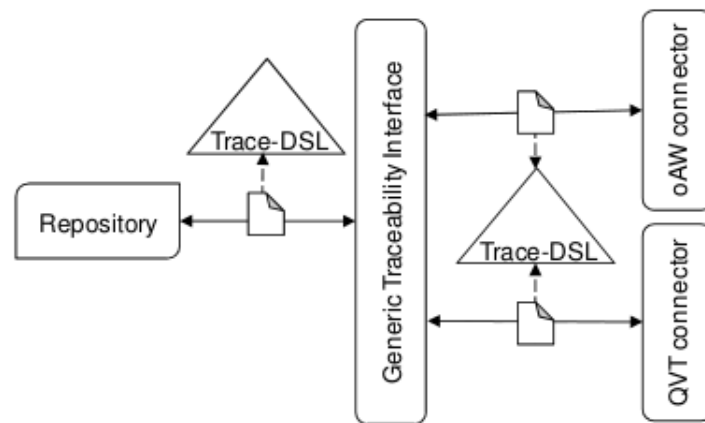 Trace-DSL
Repository
Generic Traceability Interface
Trace-DSL
oAW connector
QVT connector